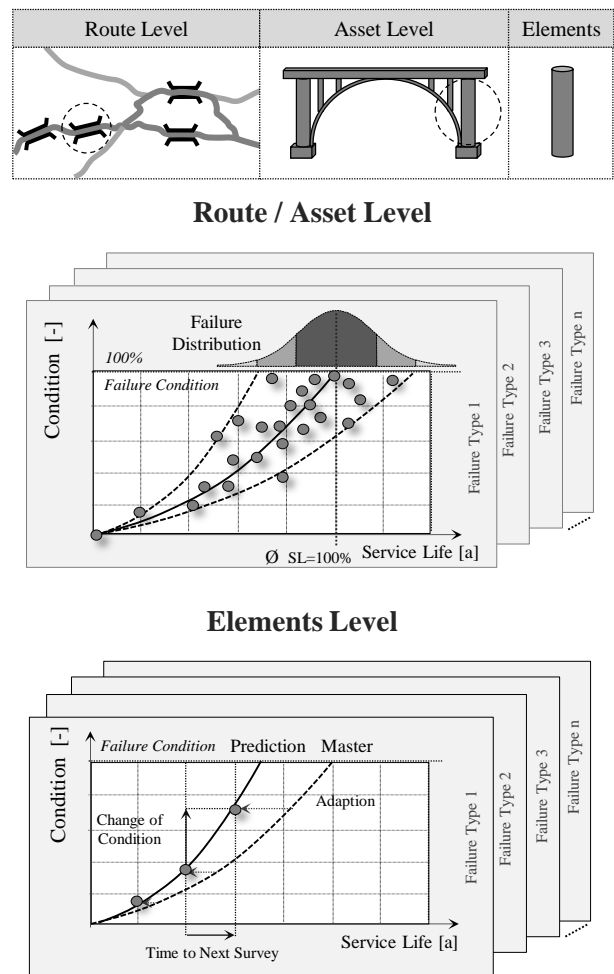 Route Level
Asset Level
Elements
Route / Asset Level
Condition [-]
100%
Failure Condition
Failure
Distribution
Ø SL=100%
Service Life [a]
Failure Type 1
Failure Type 2
Failure Type 3
Failure Type n
Elements Level
Condition [-]
Failure Condition
Prediction
Master
Change of
Condition
Adaption
Time to Next Survey
Service Life [a]
Failure Type 1
Failure Type 2
Failure Type 3
Failure Type n